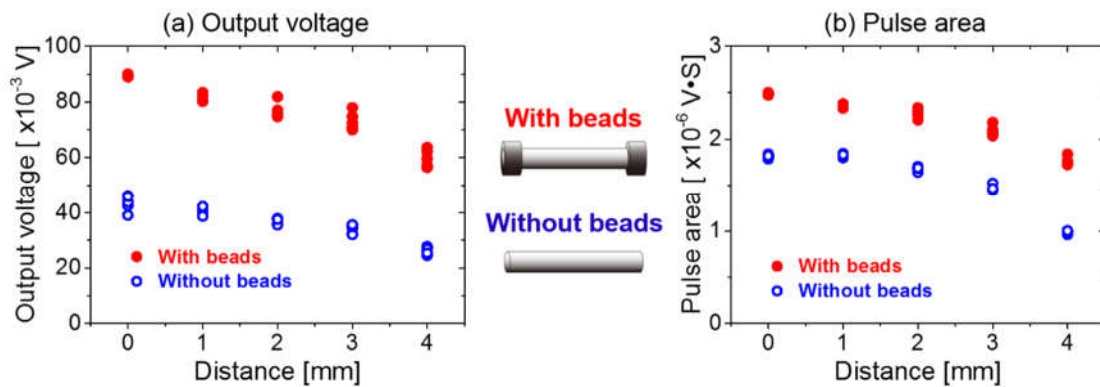 (a) Output voltage
Output voltage [ x10⁻³ V]
100
80
60
40
20
0
With beads
Without beads
0 1 2 3 4
Distance [mm]
With beads
Without beads
(b) Pulse area
Pulse area [ x10⁻⁶ V•S]
3
2
1
0
With beads
Without beads
0 1 2 3 4
Distance [mm]